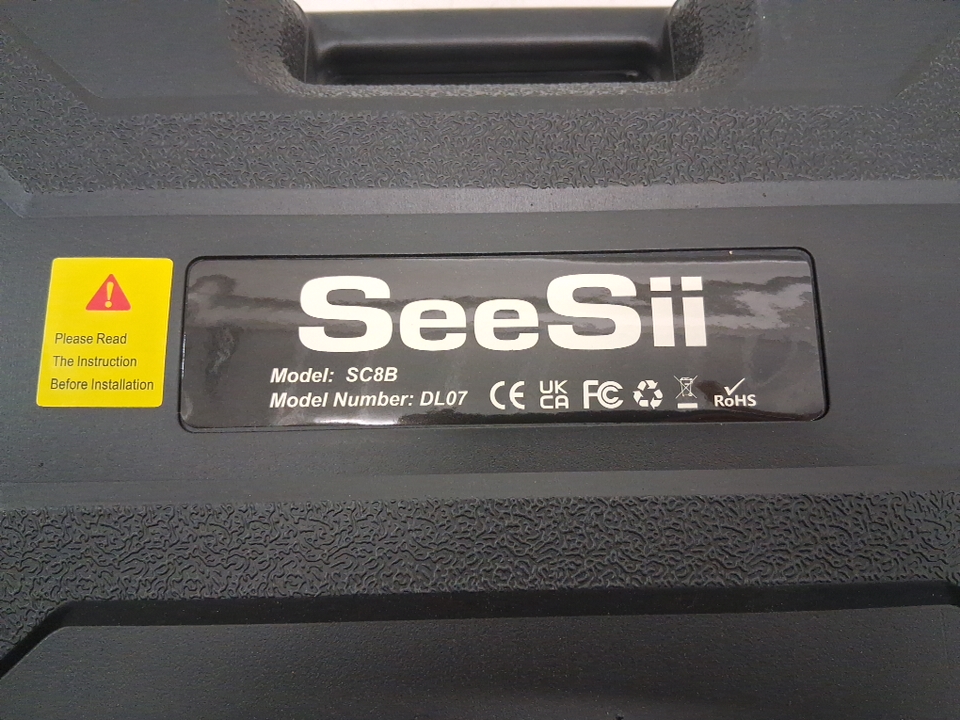 Please Read
The Instruction
Before Installation
SeeSii
Model: SC8B
Model Number: DL07
CE UK CA FC RoHS